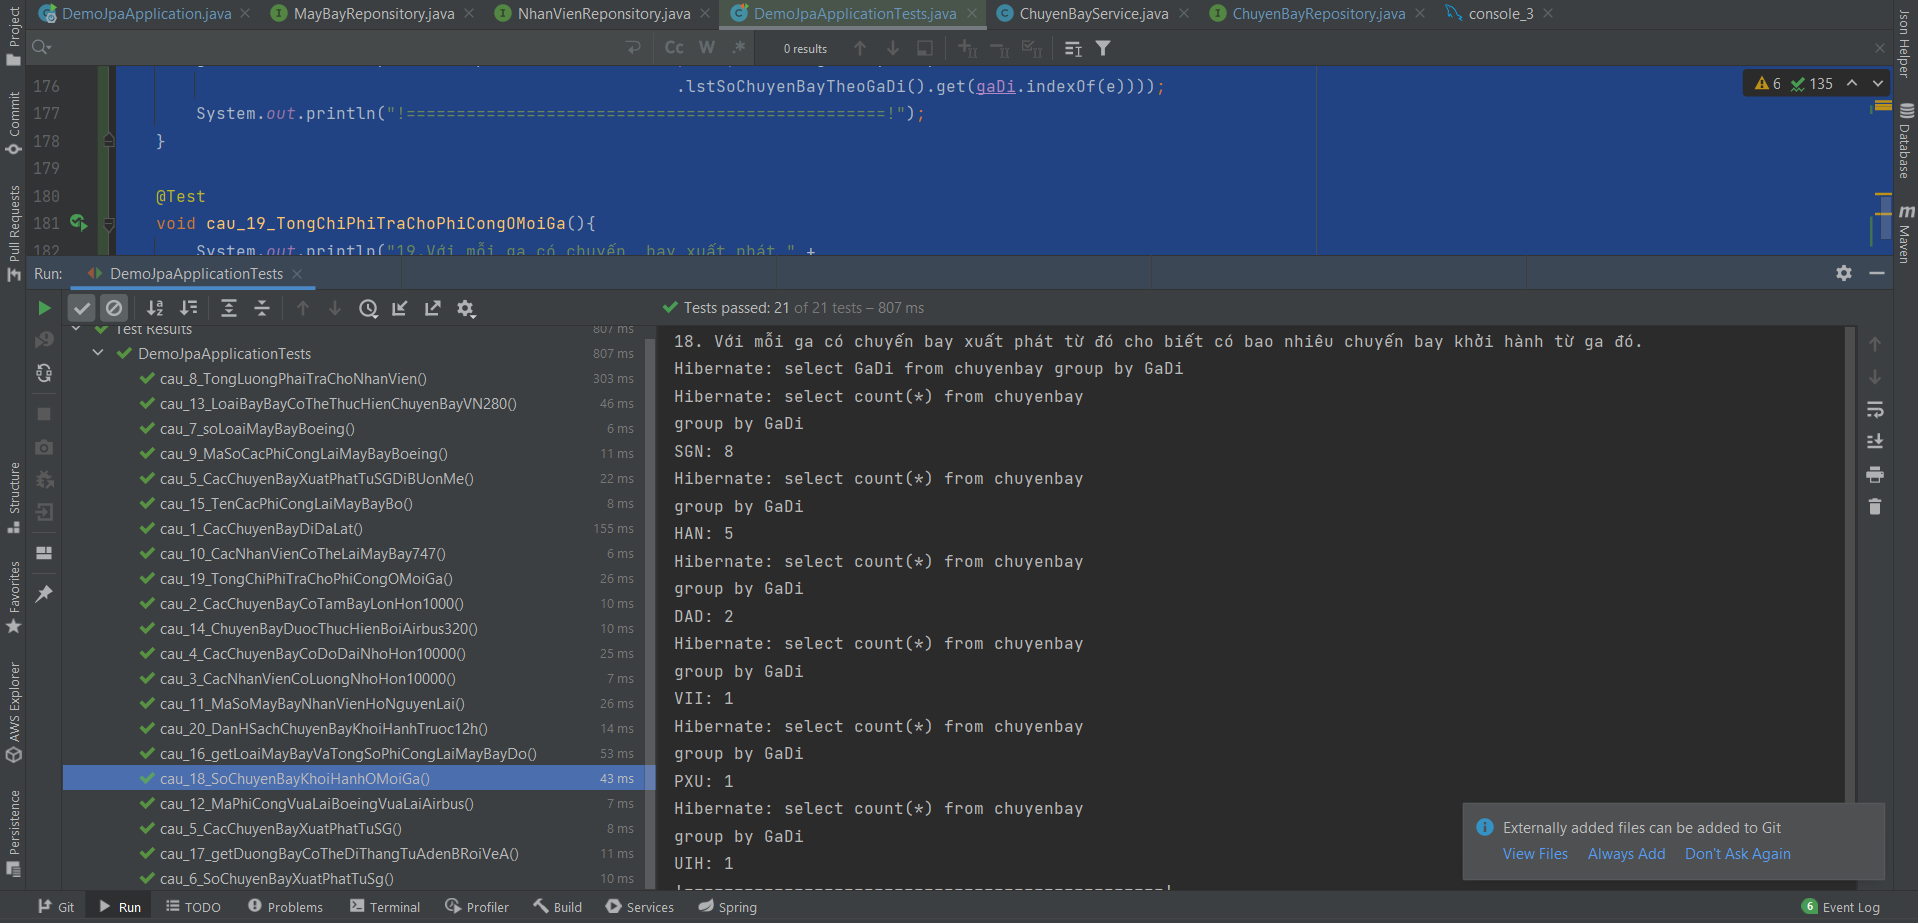 DemoJpaApplication.java
MayBayReponsitory.java
NhanVienReponsitory.java
DemoJpaApplicationTests.java
ChuyenBayService.java
ChuyenBayRepository.java
console_3
Cc
W
.*
0 results
176 .lstSoChuyenBayTheoGaDi().get(gaDi.indexOf(e))));
177 System.out.println("!================================================!");
178 }
179
180 @Test
181 void cau_19_TongChiPhiTraChoPhiCongOMoiGa(){
182 System.out.println("19.Với mỗi ga có chuyến bay xuất phát " +
6
135
Run:
DemoJpaApplicationTests
Tests passed: 21 of 21 tests – 807 ms
Test Results 807 ms
DemoJpaApplicationTests 807 ms
cau_8_TongLuongPhaiTraChoNhanVien() 303 ms
cau_13_LoaiBayBayCoTheThucHienChuyenBayVN280() 46 ms
cau_7_soLoaiMayBayBoeing() 6 ms
cau_9_MaSoCacPhiCongLaiMayBayBoeing() 11 ms
cau_5_CacChuyenBayXuatPhatTuSGDiBUonMe() 22 ms
cau_15_TenCacPhiCongLaiMayBayBo() 8 ms
cau_1_CacChuyenBayDiDaLat() 155 ms
cau_10_CacNhanVienCoTheLaiMayBay747() 6 ms
cau_19_TongChiPhiTraChoPhiCongOMoiGa() 26 ms
cau_2_CacChuyenBayCoTamBayLonHon1000() 10 ms
cau_14_ChuyenBayDuocThucHienBoiAirbus320() 10 ms
cau_4_CacChuyenBayCoDoDaiNhoHon10000() 25 ms
cau_3_CacNhanVienCoLuongNhoHon10000() 7 ms
cau_11_MaSoMayBayNhanVienHoNguyenLai() 26 ms
cau_20_DanHSachChuyenBayKhoiHanhTruoc12h() 14 ms
cau_16_getLoaiMayBayVaTongSoPhiCongLaiMayBayDo() 53 ms
cau_18_SoChuyenBayKhoiHanhOMoiGa() 43 ms
cau_12_MaPhiCongVuaLaiBoeingVuaLaiAirbus() 7 ms
cau_5_CacChuyenBayXuatPhatTuSG() 8 ms
cau_17_getDuongBayCoTheDiThangTuAdenBRoiVeA() 11 ms
cau_6_SoChuyenBayXuatPhatTuSg() 10 ms
18. Với mỗi ga có chuyến bay xuất phát từ đó cho biết có bao nhiêu chuyến bay khởi hành từ ga đó.
Hibernate: select GaDi from chuyenbay group by GaDi
Hibernate: select count(*) from chuyenbay
group by GaDi
SGN: 8
Hibernate: select count(*) from chuyenbay
group by GaDi
HAN: 5
Hibernate: select count(*) from chuyenbay
group by GaDi
DAD: 2
Hibernate: select count(*) from chuyenbay
group by GaDi
VII: 1
Hibernate: select count(*) from chuyenbay
group by GaDi
PXU: 1
Hibernate: select count(*) from chuyenbay
group by GaDi
UIH: 1
!================================================!
Externally added files can be added to Git
View Files
Always Add
Don't Ask Again
Project
Commit
Pull Requests
Structure
Favorites
AWS Explorer
Persistence
Json Helper
Database
Maven
Git
Run
TODO
Problems
Terminal
Profiler
Build
Services
Spring
6
Event Log